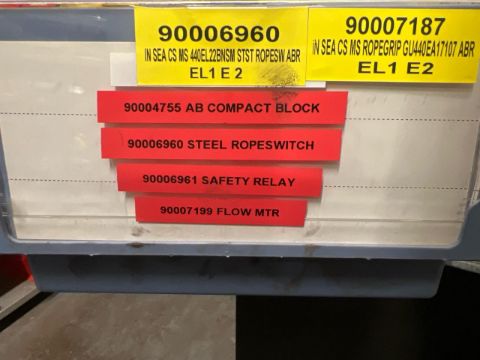 90006960
IN SEA CS MS 440EL22BNSM STST ROPESW ABR
EL1 E 2
90007187
IN SEA CS MS ROPEGRIP GU440EA17107 ABR
EL1 E2
90004755 AB COMPACT BLOCK
90006960 STEEL ROPESWITCH
90006961 SAFETY RELAY
90007199 FLOW MTR